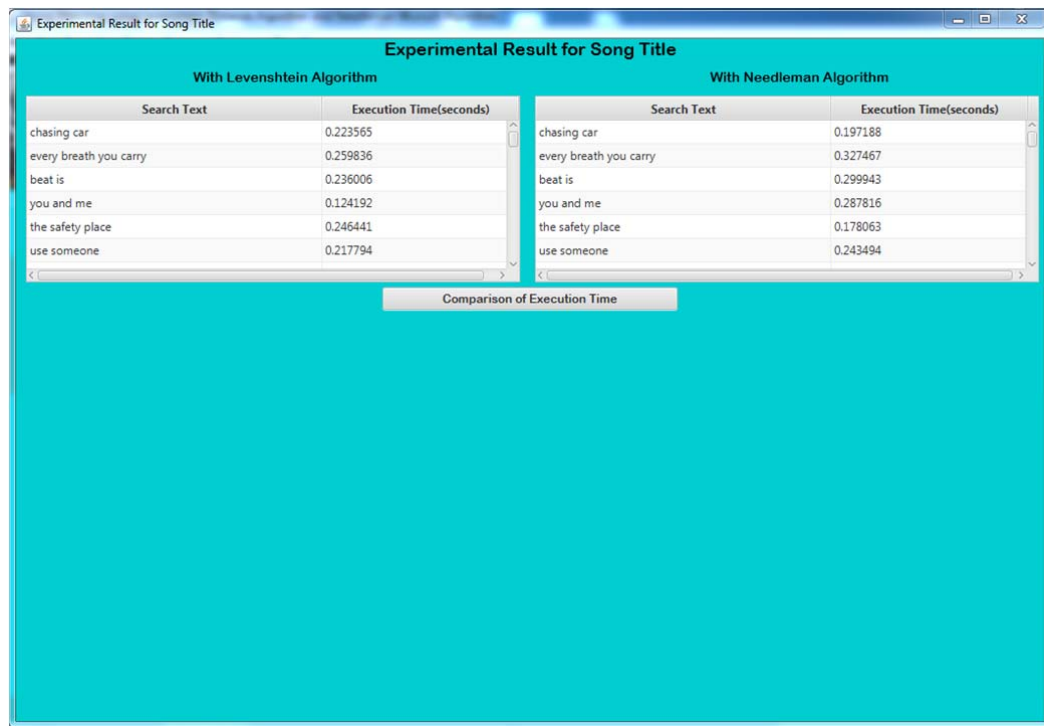 Experimental Result for Song Title
Experimental Result for Song Title
With Levenshtein Algorithm
Search Text Execution Time(seconds)
chasing car 0.223565
every breath you carry 0.259836
beat is 0.236006
you and me 0.124192
the safety place 0.246441
use someone 0.217794
With Needleman Algorithm
Search Text Execution Time(seconds)
chasing car 0.197188
every breath you carry 0.327467
beat is 0.299943
you and me 0.287816
the safety place 0.178063
use someone 0.243494
Comparison of Execution Time